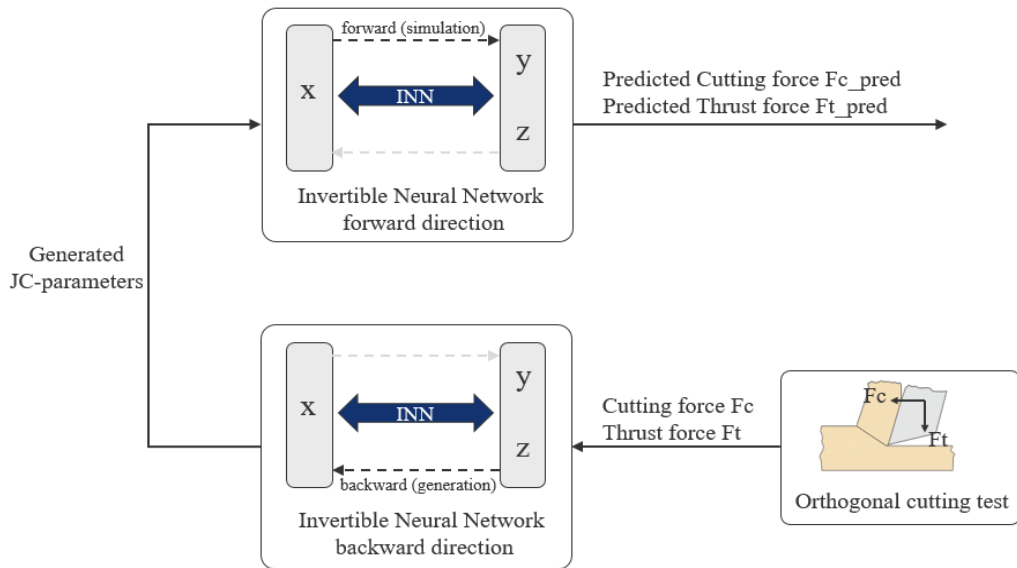 forward (simulation)
x
INN
y
z
Invertible Neural Network
forward direction
Predicted Cutting force Fc_pred
Predicted Thrust force Ft_pred
Generated
JC-parameters
x
INN
y
z
backward (generation)
Invertible Neural Network
backward direction
Cutting force Fc
Thrust force Ft
Fc
Ft
Orthogonal cutting test